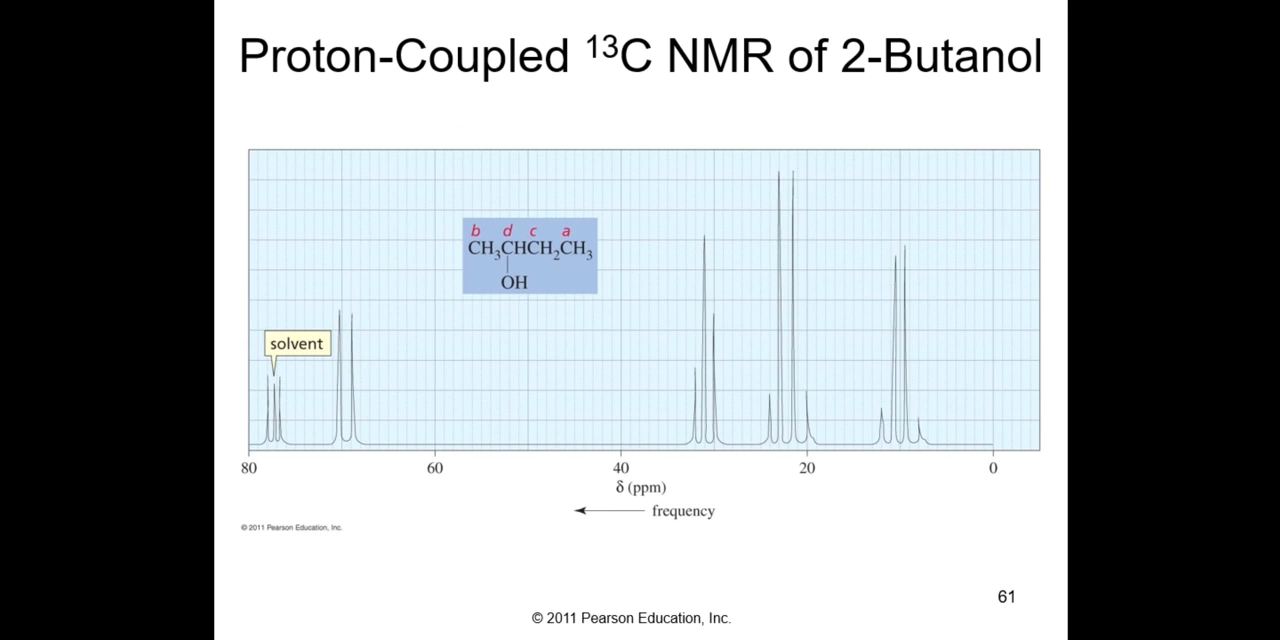 Proton-Coupled ¹³C NMR of 2-Butanol
b d c a
CH₃CHCH₂CH₃
OH
solvent
80 60 40 20 0
δ (ppm)
frequency
© 2011 Pearson Education, Inc.
61
© 2011 Pearson Education, Inc.